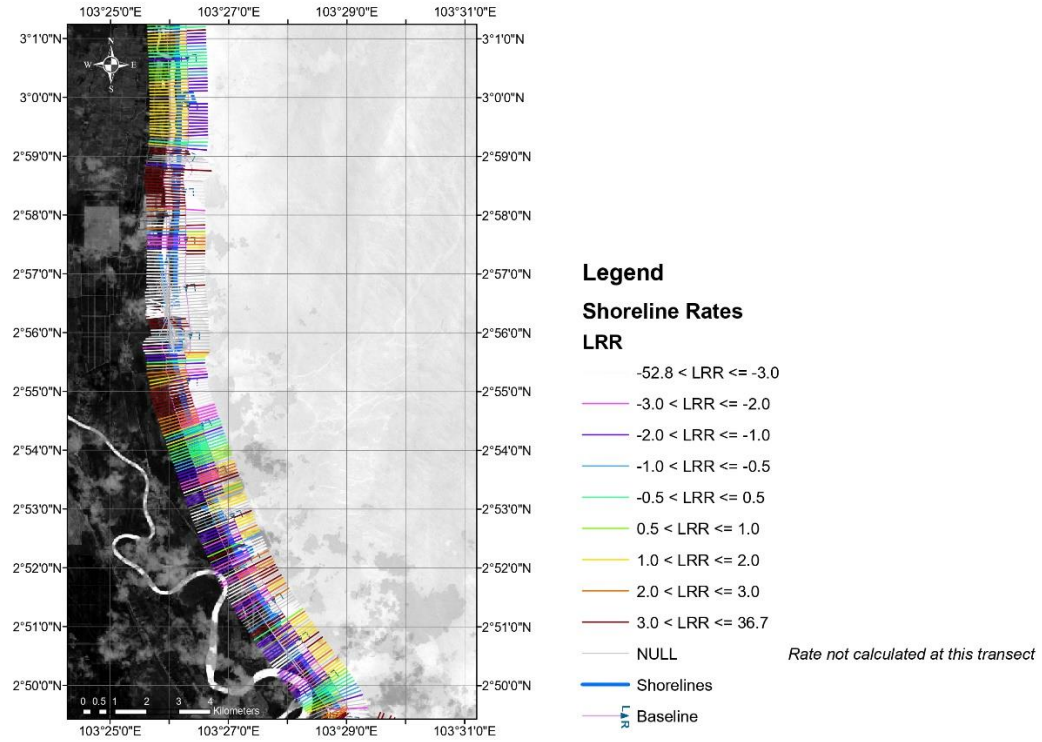 103°25'0"E 103°27'0"E 103°29'0"E 103°31'0"E
N
W E
S
3°1'0"N 3°1'0"N
3°0'0"N 3°0'0"N
2°59'0"N 2°59'0"N
2°58'0"N 2°58'0"N
2°57'0"N 2°57'0"N
2°56'0"N 2°56'0"N
2°55'0"N 2°55'0"N
2°54'0"N 2°54'0"N
2°53'0"N 2°53'0"N
2°52'0"N 2°52'0"N
2°51'0"N 2°51'0"N
2°50'0"N 2°50'0"N
0 0.5 1 2 3 4
Kilometers
103°25'0"E 103°27'0"E 103°29'0"E 103°31'0"E
Legend
Shoreline Rates
LRR
-52.8 < LRR <= -3.0
-3.0 < LRR <= -2.0
-2.0 < LRR <= -1.0
-1.0 < LRR <= -0.5
-0.5 < LRR <= 0.5
0.5 < LRR <= 1.0
1.0 < LRR <= 2.0
2.0 < LRR <= 3.0
3.0 < LRR <= 36.7
NULL Rate not calculated at this transect
Shorelines
Baseline
L
R